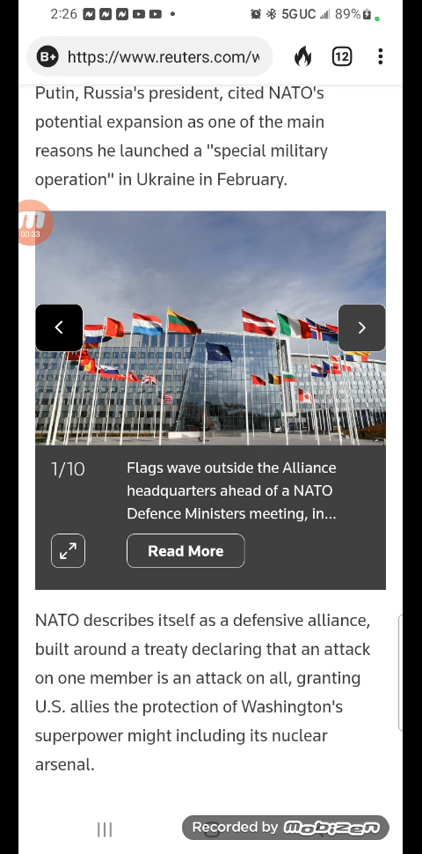 2:26
5GUC
89%
B+ https://www.reuters.com/w
12
Putin, Russia's president, cited NATO's
potential expansion as one of the main
reasons he launched a "special military
operation" in Ukraine in February.
m
00:33
1/10
Flags wave outside the Alliance
headquarters ahead of a NATO
Defence Ministers meeting, in...
Read More
NATO describes itself as a defensive alliance,
built around a treaty declaring that an attack
on one member is an attack on all, granting
U.S. allies the protection of Washington's
superpower might including its nuclear
arsenal.
Recorded by mobizen